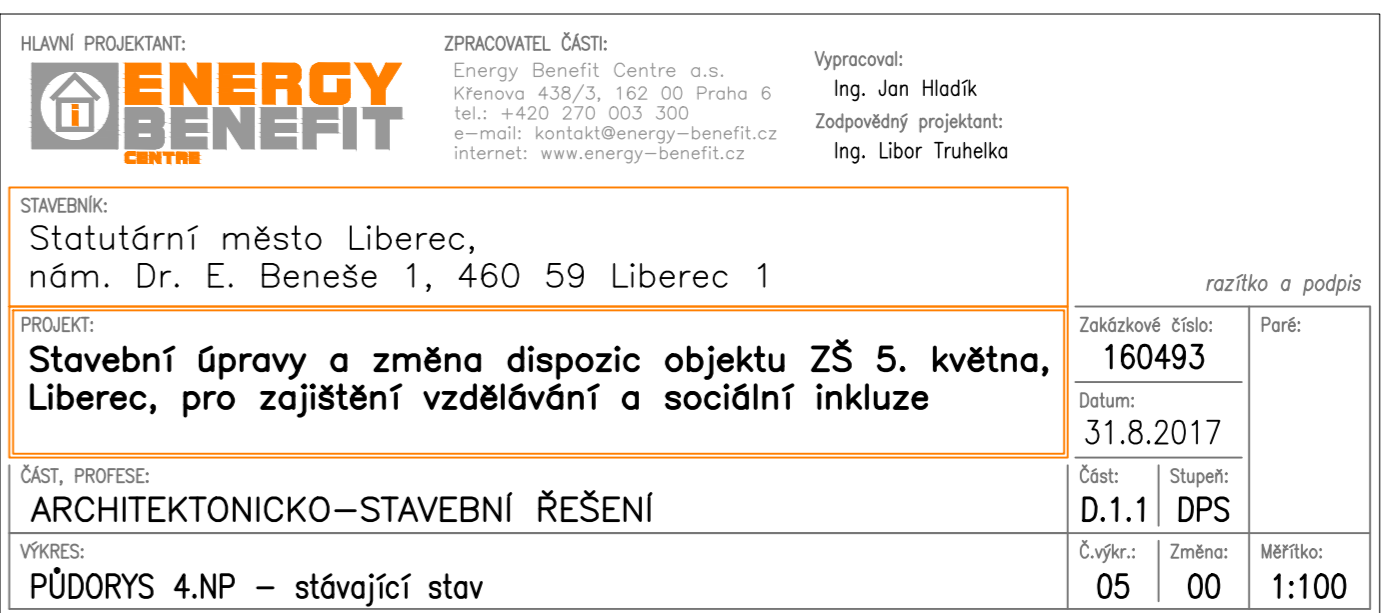 HLAVNÍ PROJEKTANT:
ENERGY
BENEFIT
CENTRE
ZPRACOVATEL ČÁSTI:
Energy Benefit Centre a.s.
Křenova 438/3, 162 00 Praha 6
tel.: +420 270 003 300
e-mail: kontakt@energy-benefit.cz
internet: www.energy-benefit.cz
Vypracoval:
Ing. Jan Hladík
Zodpovědný projektant:
Ing. Libor Truhelka
STAVEBNÍK:
Statutární město Liberec,
nám. Dr. E. Beneše 1, 460 59 Liberec 1
razítko a podpis
PROJEKT:
Stavební úpravy a změna dispozic objektu ZŠ 5. května,
Liberec, pro zajištění vzdělávání a sociální inkluze
Zakázkové číslo:
160493
Paré:
Datum:
31.8.2017
ČÁST, PROFESE:
ARCHITEKTONICKO-STAVEBNÍ ŘEŠENÍ
Část:
D.1.1
Stupeň:
DPS
VÝKRES:
PŮDORYS 4.NP - stávající stav
Č.výkr.:
05
Změna:
00
Měřítko:
1:100